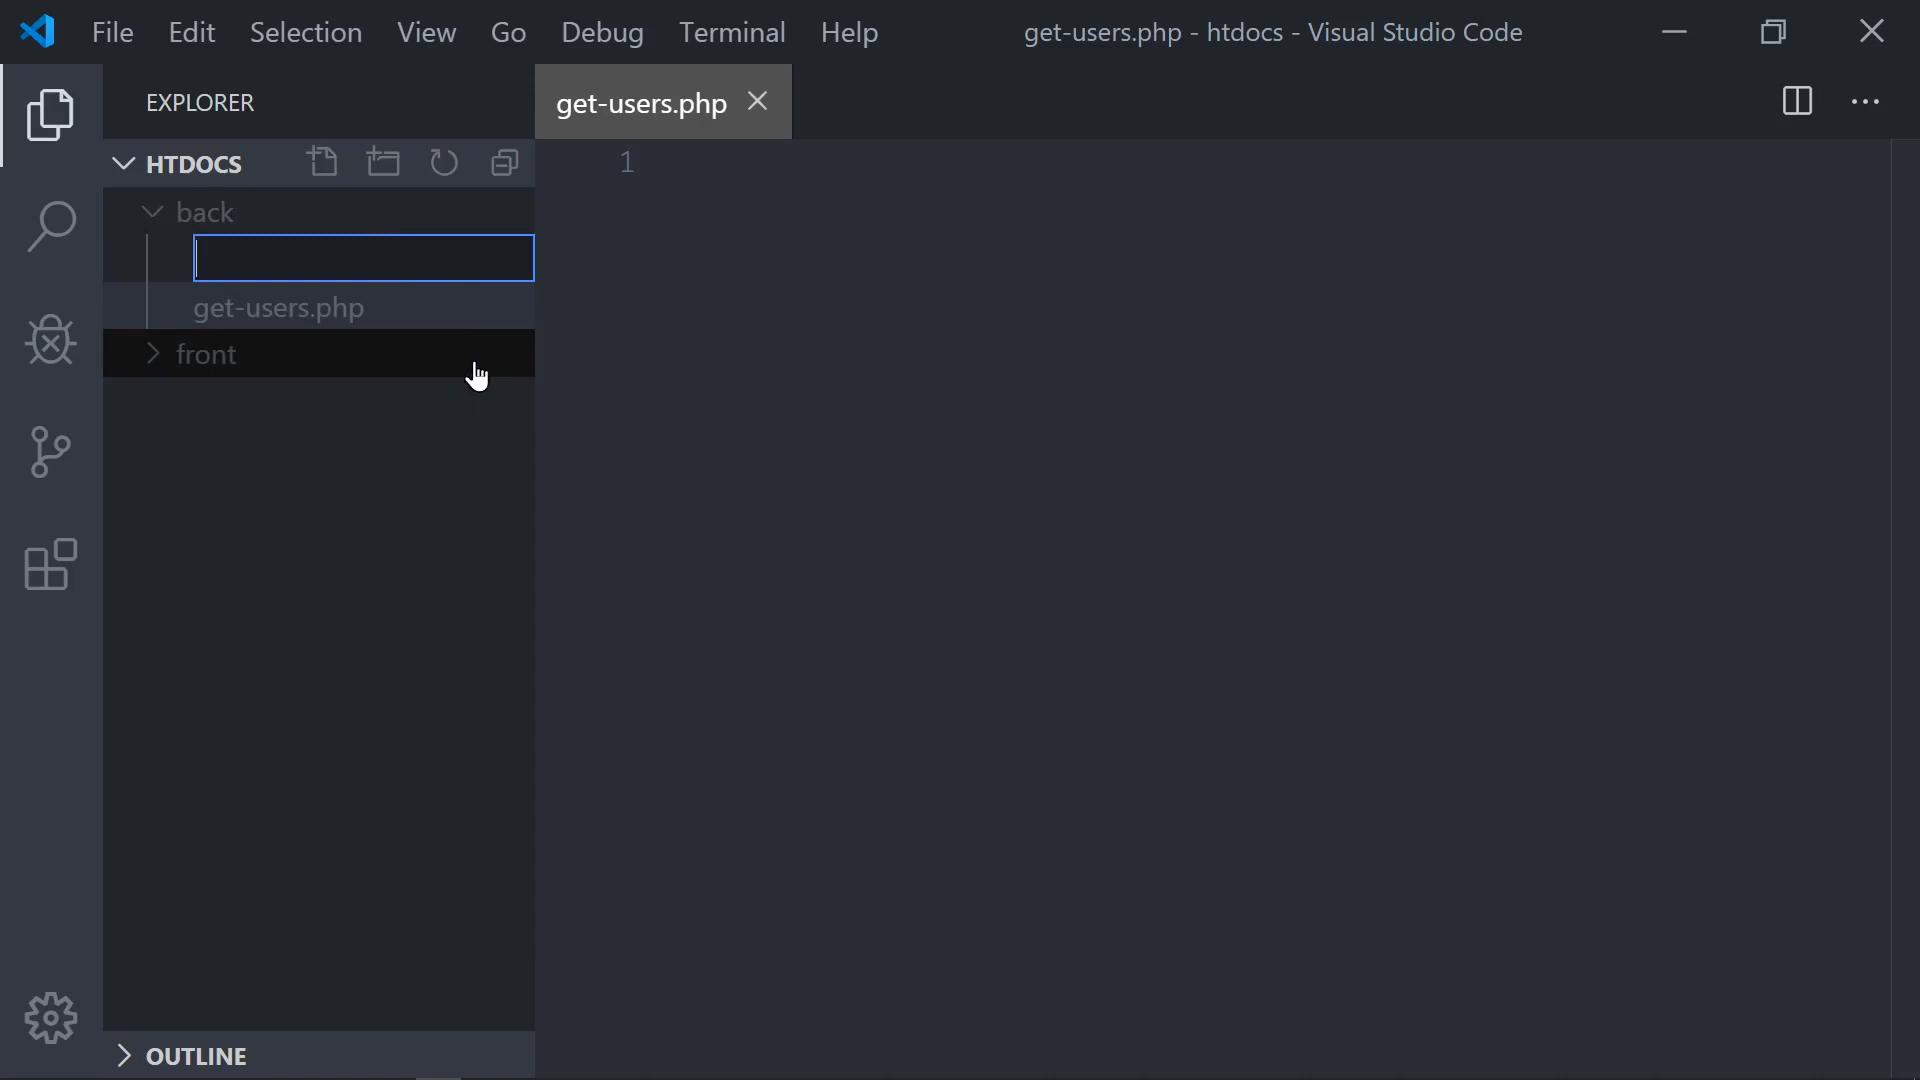 File Edit Selection View Go Debug Terminal Help get-users.php - htdocs - Visual Studio Code
EXPLORER
get-users.php
HTDOCS
1
back
get-users.php
front
OUTLINE